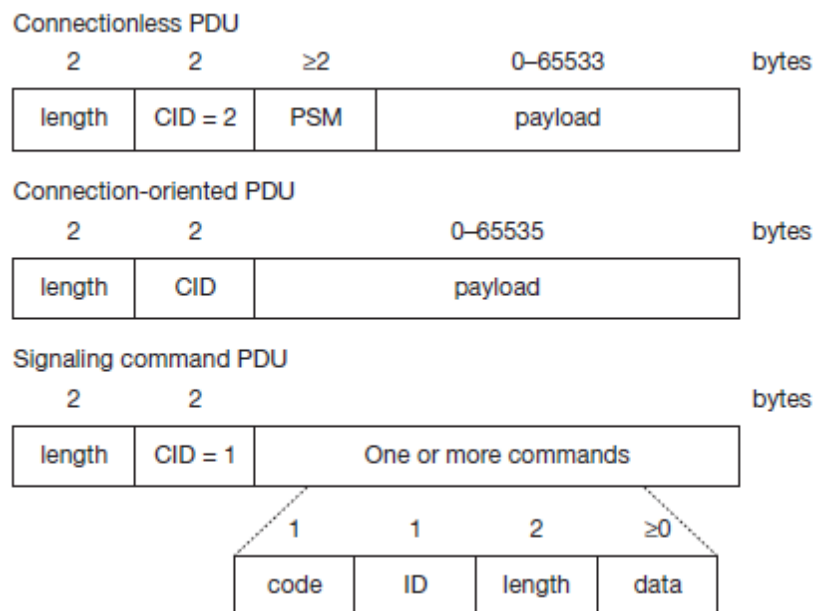 Connectionless PDU
2 2 ≥2 0–65533 bytes
length CID = 2 PSM payload
Connection-oriented PDU
2 2 0–65535 bytes
length CID payload
Signaling command PDU
2 2 bytes
length CID = 1 One or more commands
1 1 2 ≥0
code ID length data